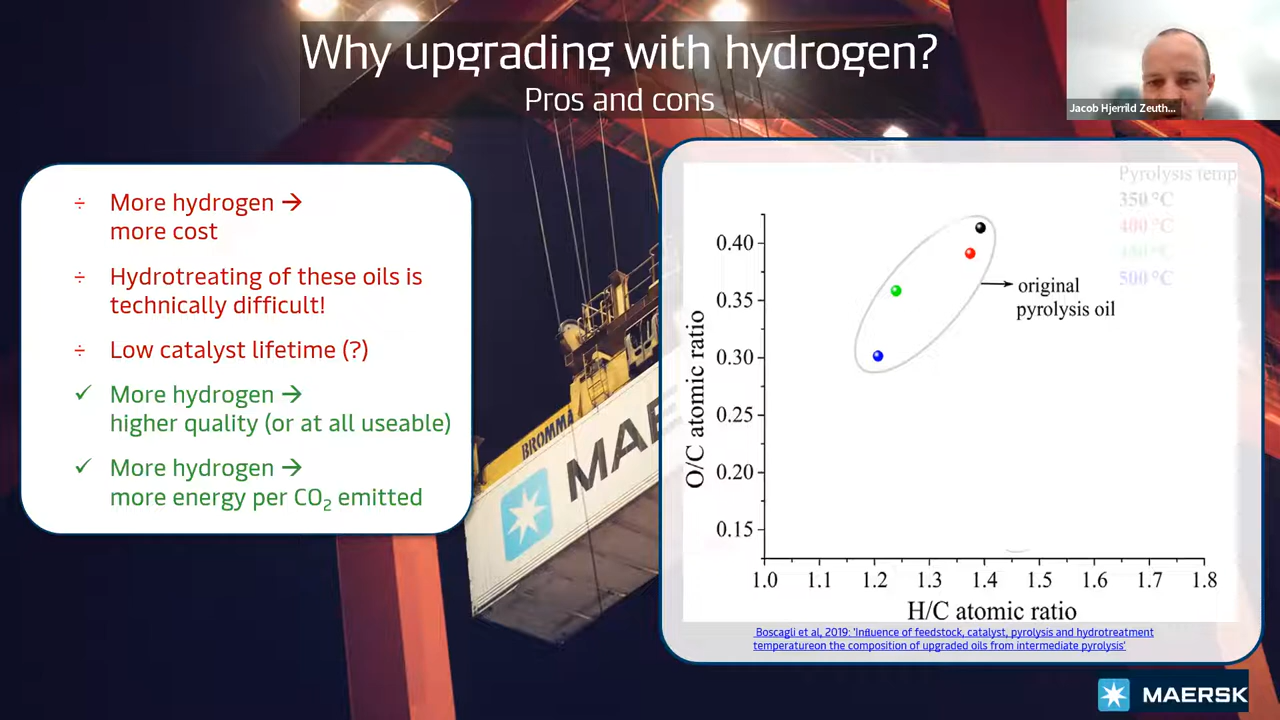 Why upgrading with hydrogen?
Pros and cons
Jacob Hjerrild Zeuth...
÷ More hydrogen →
more cost
÷ Hydrotreating of these oils is
technically difficult!
÷ Low catalyst lifetime (?)
✓ More hydrogen →
higher quality (or at all useable)
✓ More hydrogen →
more energy per CO₂ emitted
BROMMA
MAE
Pyrolysis temp
350 °C
400 °C
450 °C
500 °C
original
pyrolysis oil
O/C atomic ratio
0.40
0.35
0.30
0.25
0.20
0.15
1.0 1.1 1.2 1.3 1.4 1.5 1.6 1.7 1.8
H/C atomic ratio
Boscagli et al, 2019: 'Influence of feedstock, catalyst, pyrolysis and hydrotreatment
temperatureon the composition of upgraded oils from intermediate pyrolysis'
MAERSK